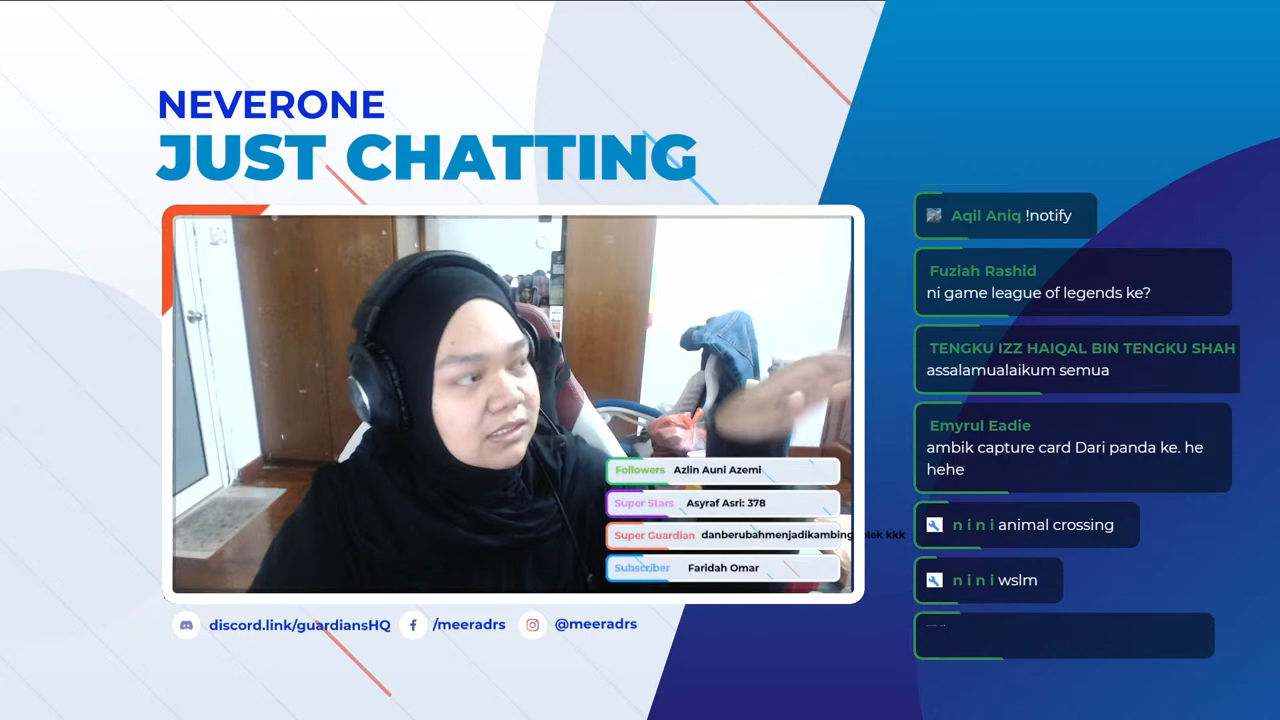 NEVERONE
JUST CHATTING
Followers Azlin Auni Azemi
Super Stars Asyraf Asri: 378
Super Guardian danberubahmenjadikambing lek kkk
Subscriber Faridah Omar
discord.link/guardiansHQ /meeradrs @meeradrs
Aqil Aniq !notify
Fuziah Rashid
ni game league of legends ke?
TENGKU IZZ HAIQAL BIN TENGKU SHAH
assalamualaikum semua
Emyrul Eadie
ambik capture card Dari panda ke. he
hehe
n i n i animal crossing
n i n i wslm